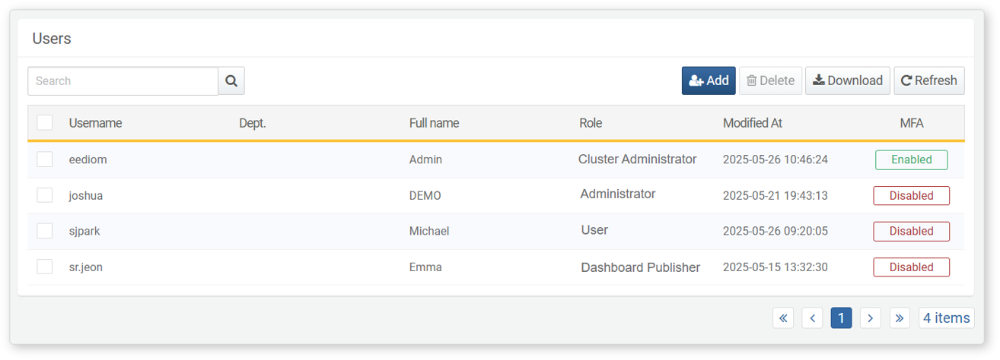 Users
Search
Add Delete Download Refresh
Username Dept. Full name Role Modified At MFA
eediom Admin Cluster Administrator 2025-05-26 10:46:24 Enabled
joshua DEMO Administrator 2025-05-21 19:43:13 Disabled
sjpark Michael User 2025-05-26 09:20:05 Disabled
sr.jeon Emma Dashboard Publisher 2025-05-15 13:32:30 Disabled
« ‹ 1 › » 4 items